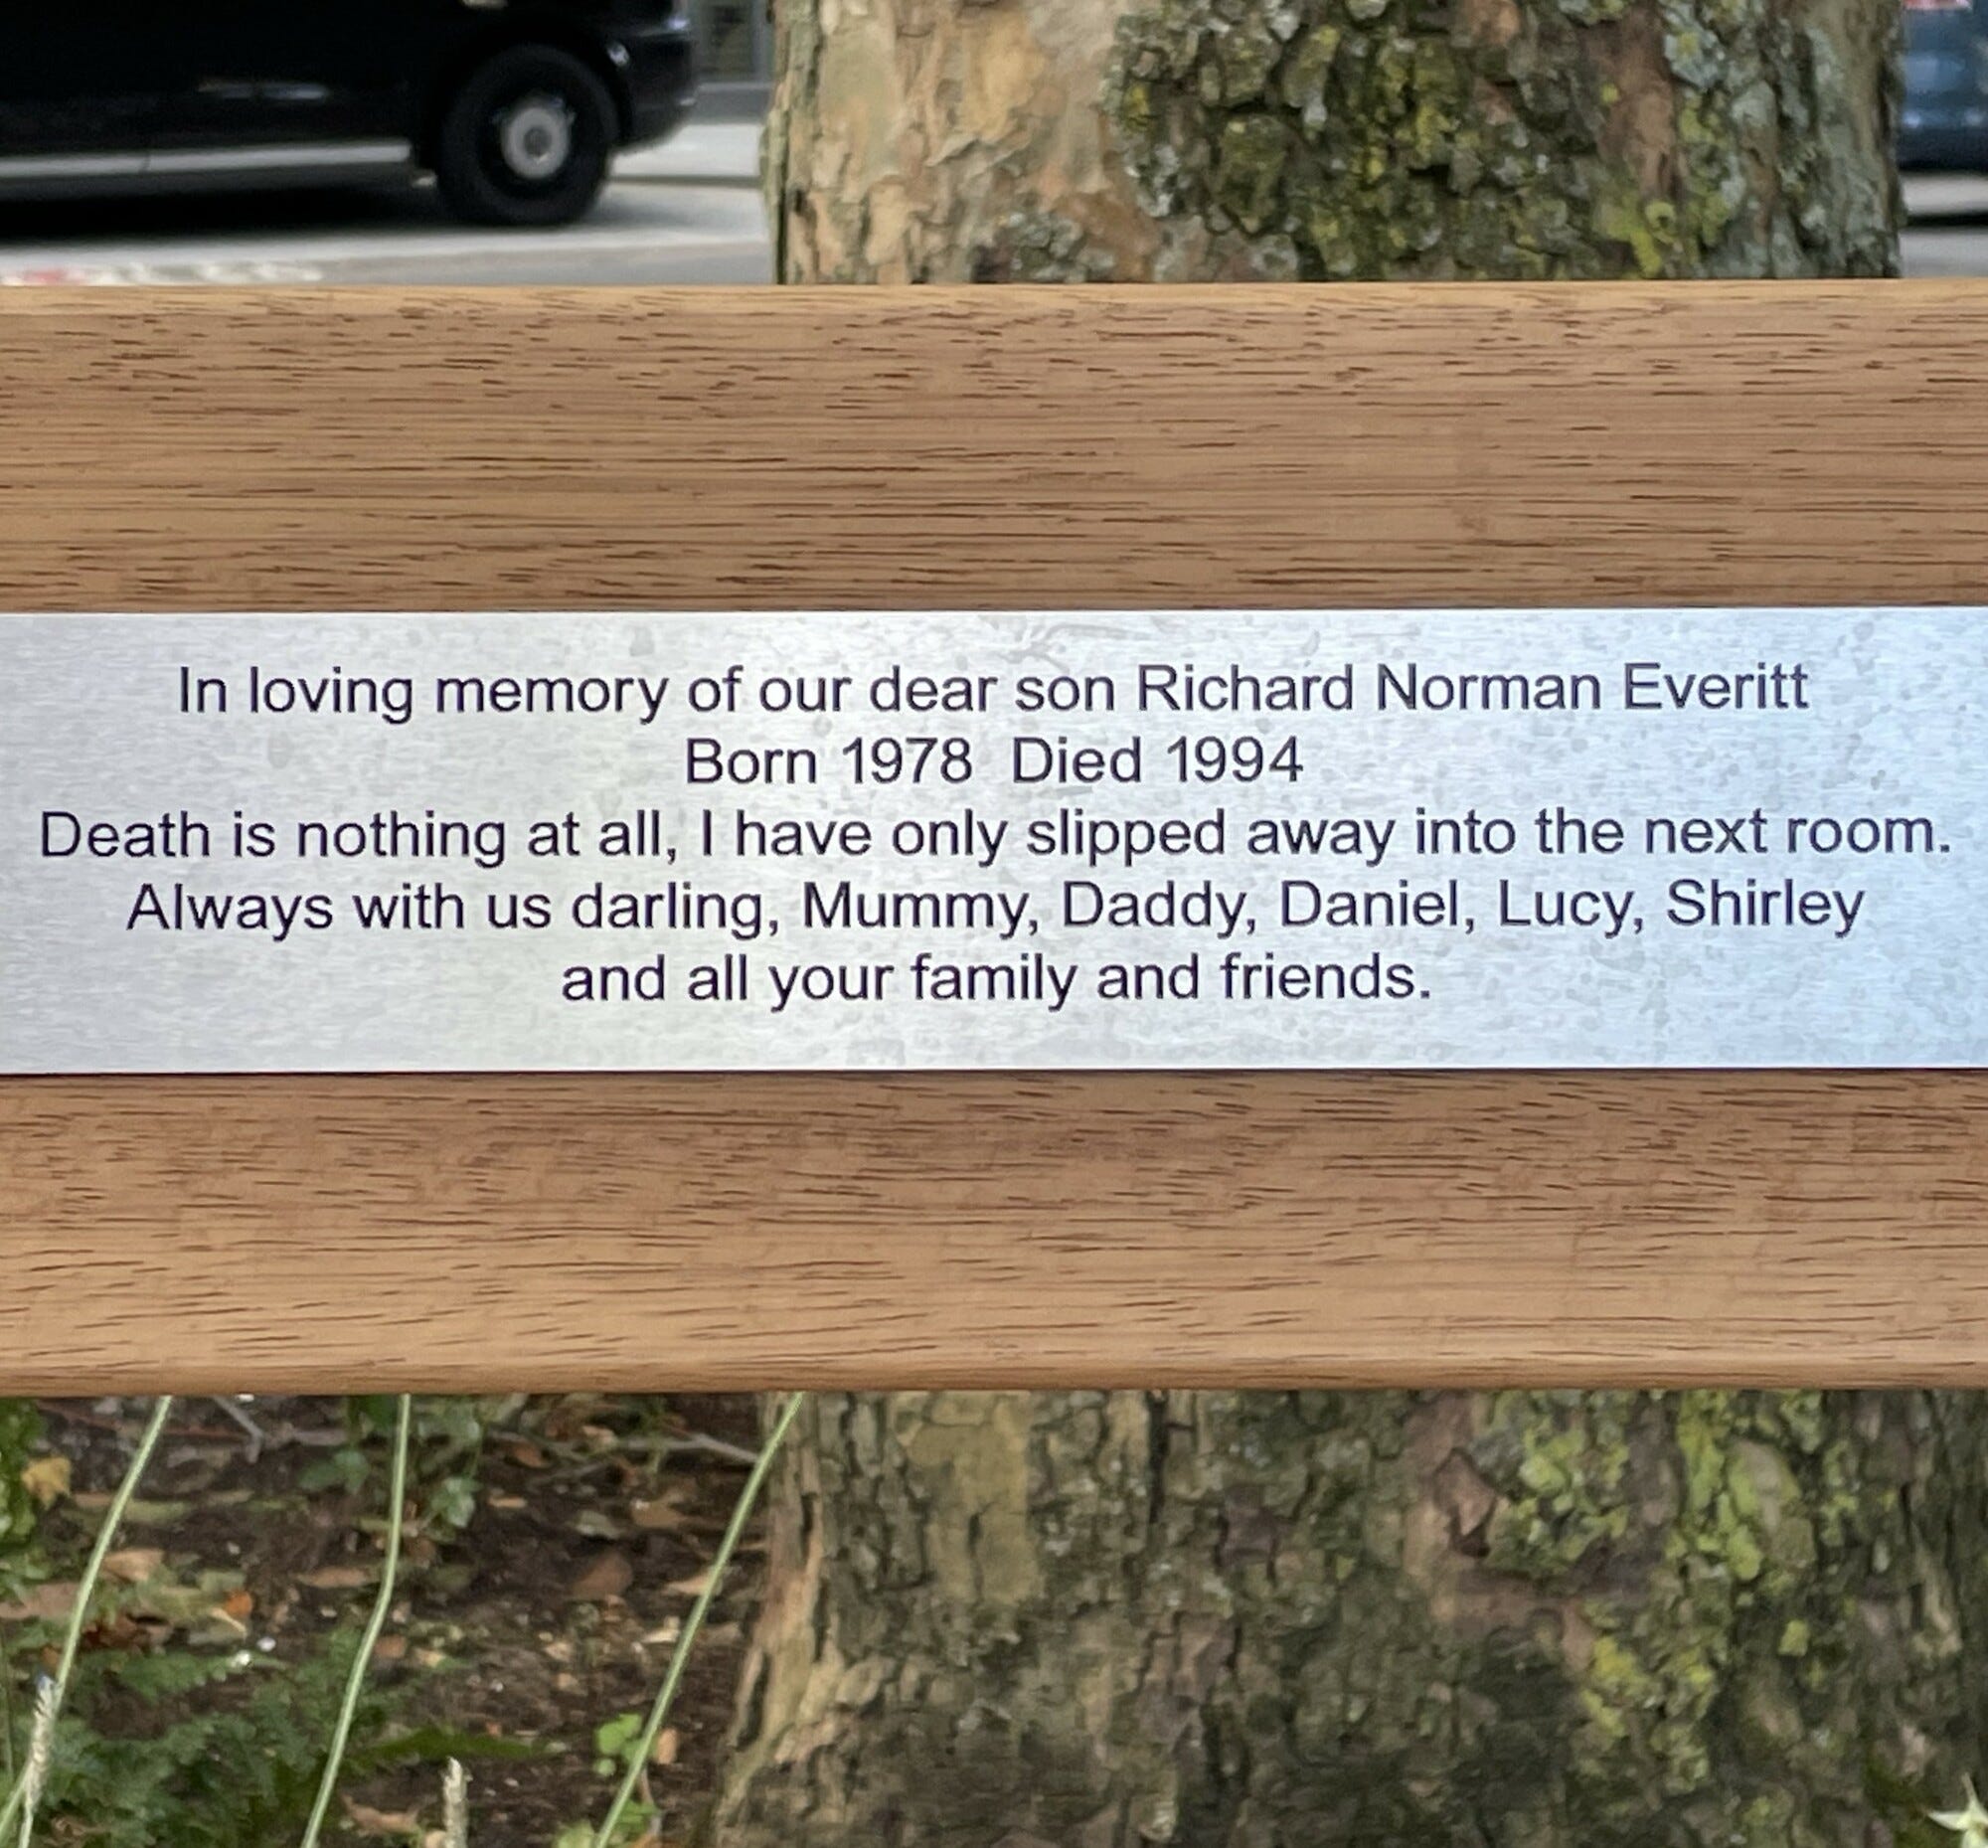 In loving memory of our dear son Richard Norman Everitt
Born 1978  Died 1994
Death is nothing at all, I have only slipped away into the next room.
Always with us darling, Mummy, Daddy, Daniel, Lucy, Shirley
and all your family and friends.